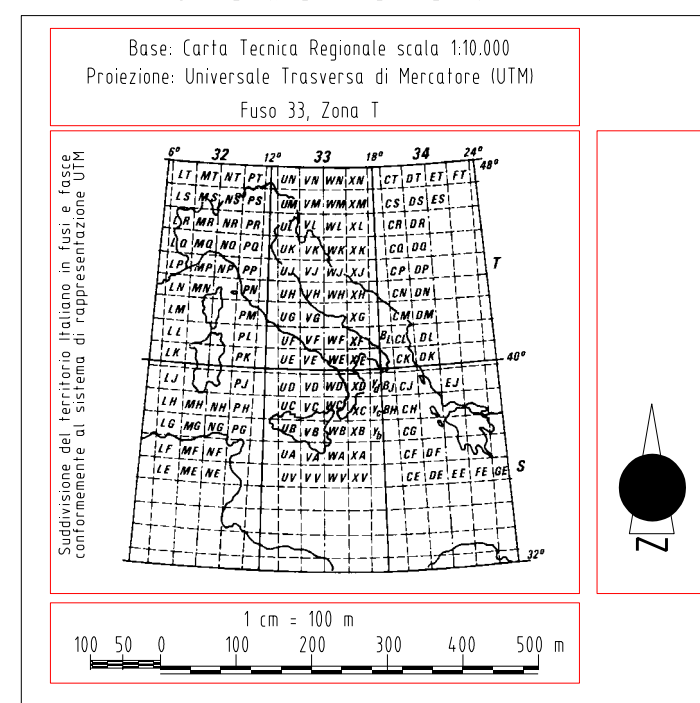 Base: Carta Tecnica Regionale scala 1:10.000
Proiezione: Universale Trasversa di Mercatore (UTM)
Fuso 33, Zona T
Suddivisione del territorio Italiano in fusi e fasce
conformemente al sistema di rappresentazione UTM
6° 32 12° 33 18° 34 24°
48°
LT MT NT PT UN VN WN XN CT DT ET FT
LS MS NS PS UM VM WM XM CS DS ES
LR MR NR PR UL VL WL XL CR DR
LQ MQ NQ PQ UK VK WK XK CQ DQ
LP MP NP PP UJ VJ WJ XJ CP DP T
LN MN PN UH VH WH XH CN DN
LM PM UG VG XG CM DM
LL PL UF VF WF XF BL CL DL
LK PK UE VE WE XE CK DK 40°
LJ PJ UD VD WD XD YD BJ CJ EJ
LH MH NH PH UC VC WC XC Yc BH CH
LG MG NG PG UB VB WB XB Yb CG
LF MF NF UA VA WA XA CF DF S
LE ME NE UV VV WV XV CE DE EE FE GE
32°
Z
1 cm = 100 m
100 50 0 100 200 300 400 500 m